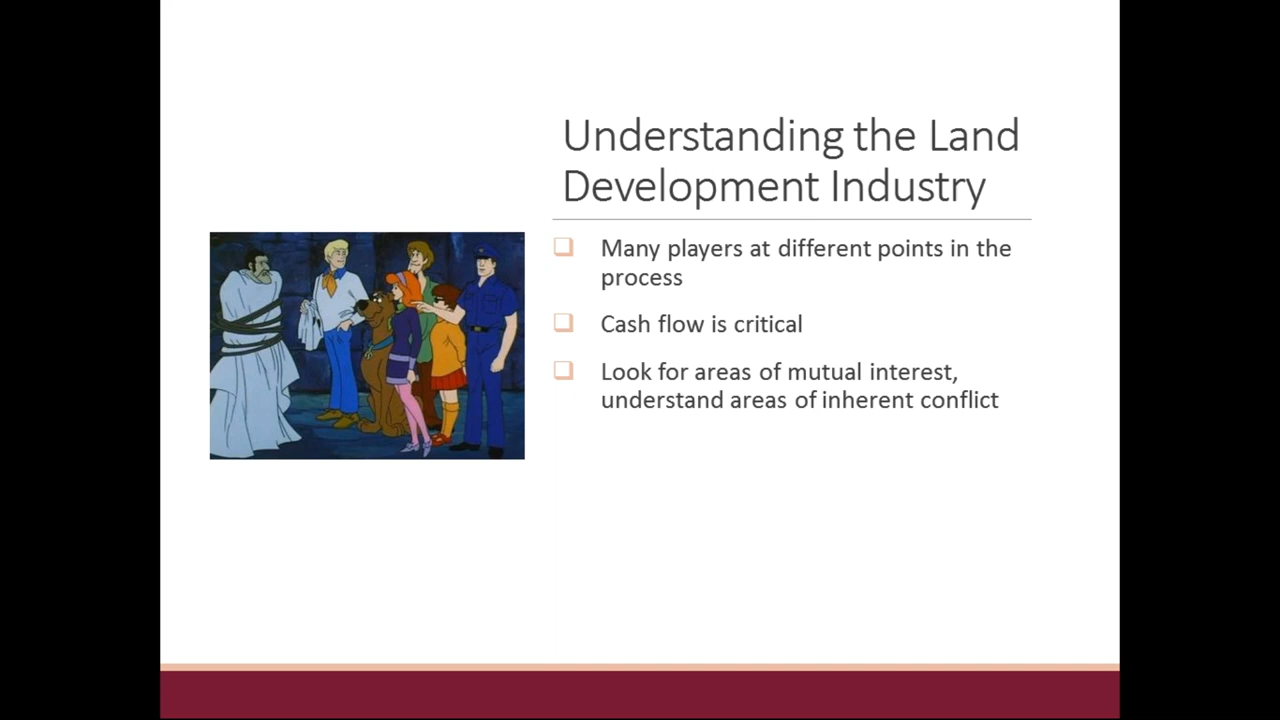 Understanding the Land
Development Industry
Many players at different points in the
process
Cash flow is critical
Look for areas of mutual interest,
understand areas of inherent conflict